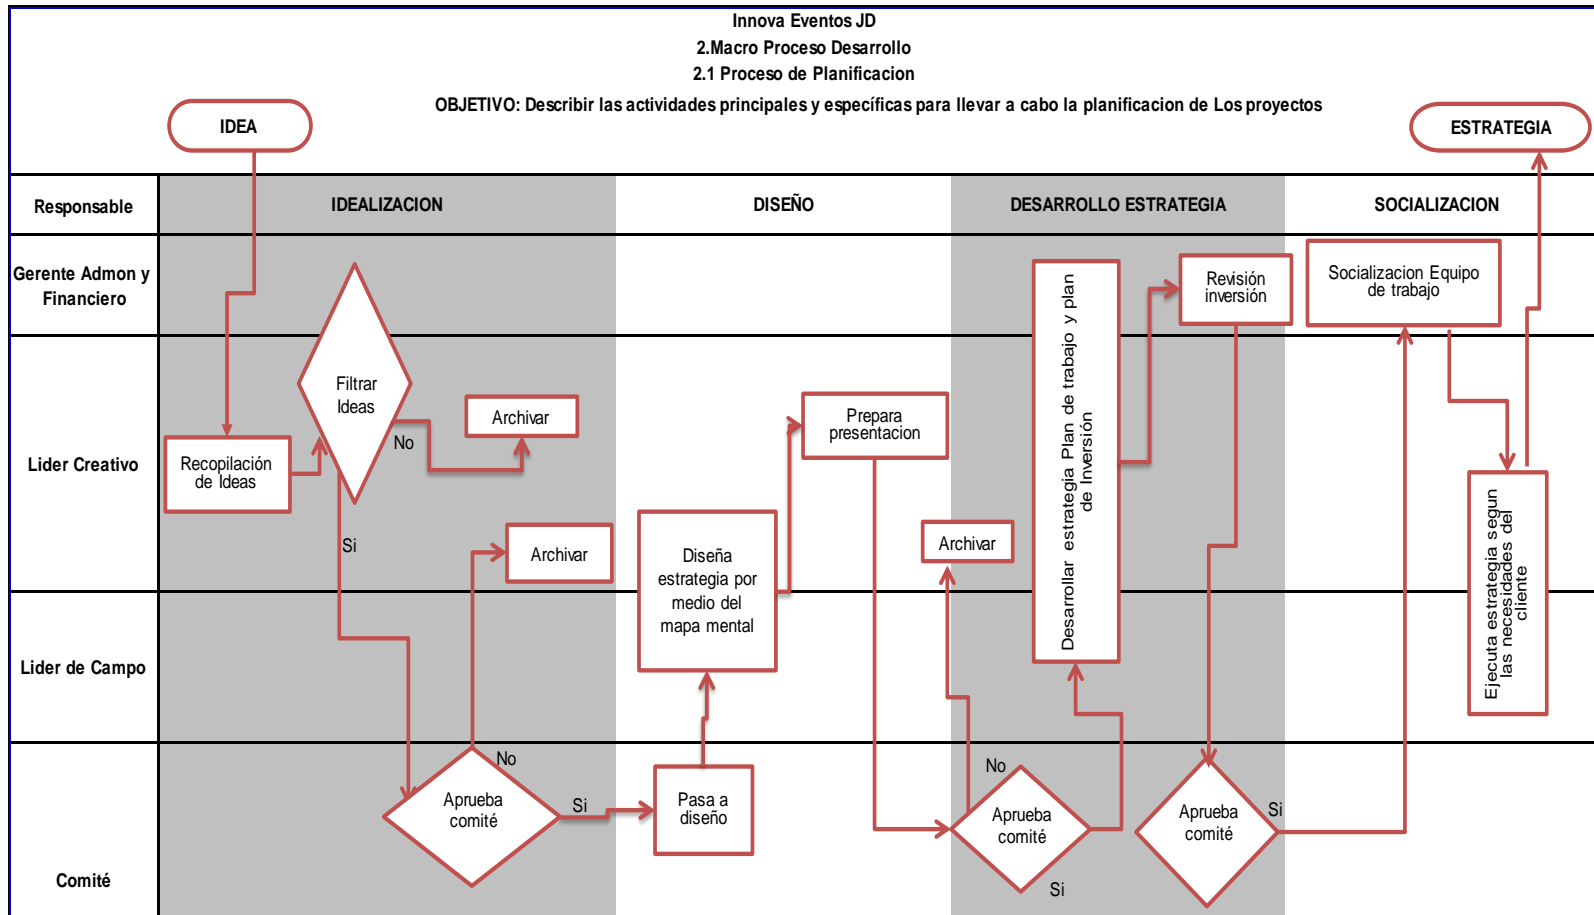 Innova Eventos JD
2.Macro Proceso Desarrollo
2.1 Proceso de Planificacion
OBJETIVO: Describir las actividades principales y específicas para llevar a cabo la planificacion de Los proyectos
IDEA
ESTRATEGIA
Responsable
IDEALIZACION
DISEÑO
DESARROLLO ESTRATEGIA
SOCIALIZACION
Gerente Admon y
Financiero
Filtrar
Ideas
No
Si
Archivar
Desarrollar estrategia Plan de trabajo y plan
de Inversión
Revisión
inversión
Socializacion Equipo
de trabajo
Lider Creativo
Recopilación
de Ideas
Archivar
Diseña
estrategia por
medio del
mapa mental
Prepara
presentacion
Archivar
Ejecuta estrategia segun
las necesidades del
cliente
Lider de Campo
Comité
Aprueba
comité
No
Si
Pasa a
diseño
Aprueba
comité
No
Si
Aprueba
comité
Si